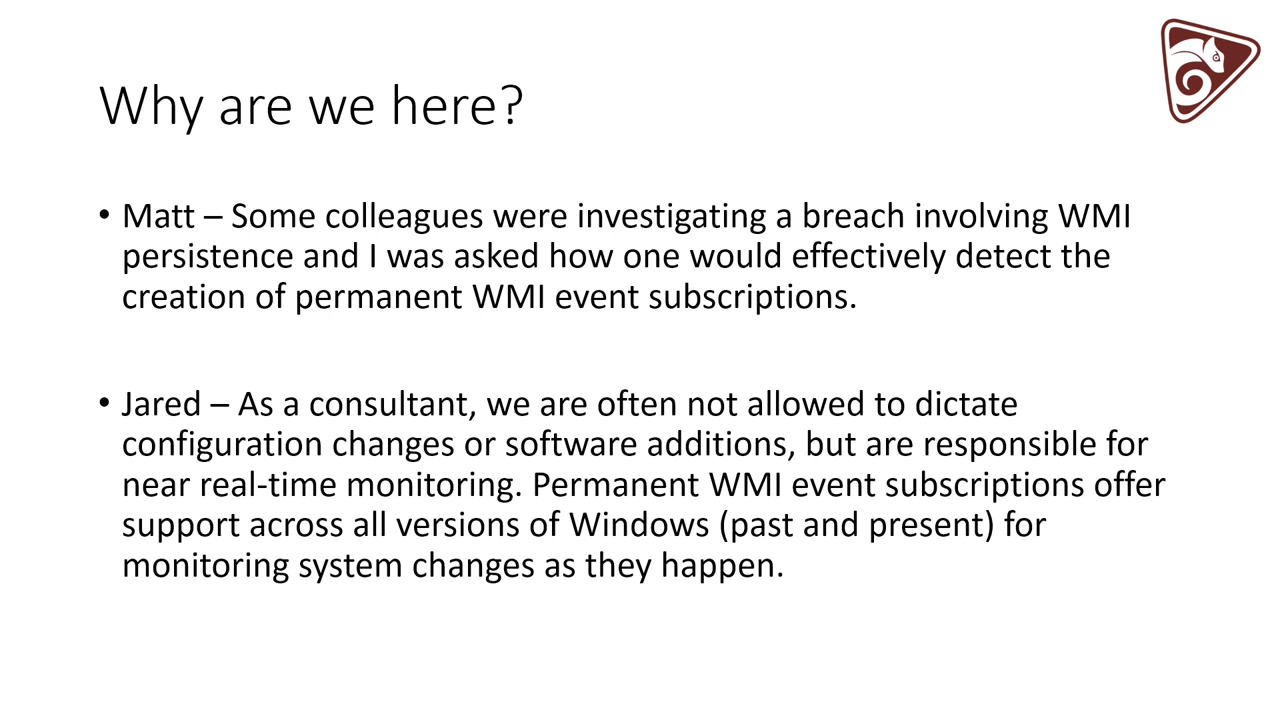 Why are we here?
• Matt – Some colleagues were investigating a breach involving WMI
persistence and I was asked how one would effectively detect the
creation of permanent WMI event subscriptions.
• Jared – As a consultant, we are often not allowed to dictate
configuration changes or software additions, but are responsible for
near real-time monitoring. Permanent WMI event subscriptions offer
support across all versions of Windows (past and present) for
monitoring system changes as they happen.